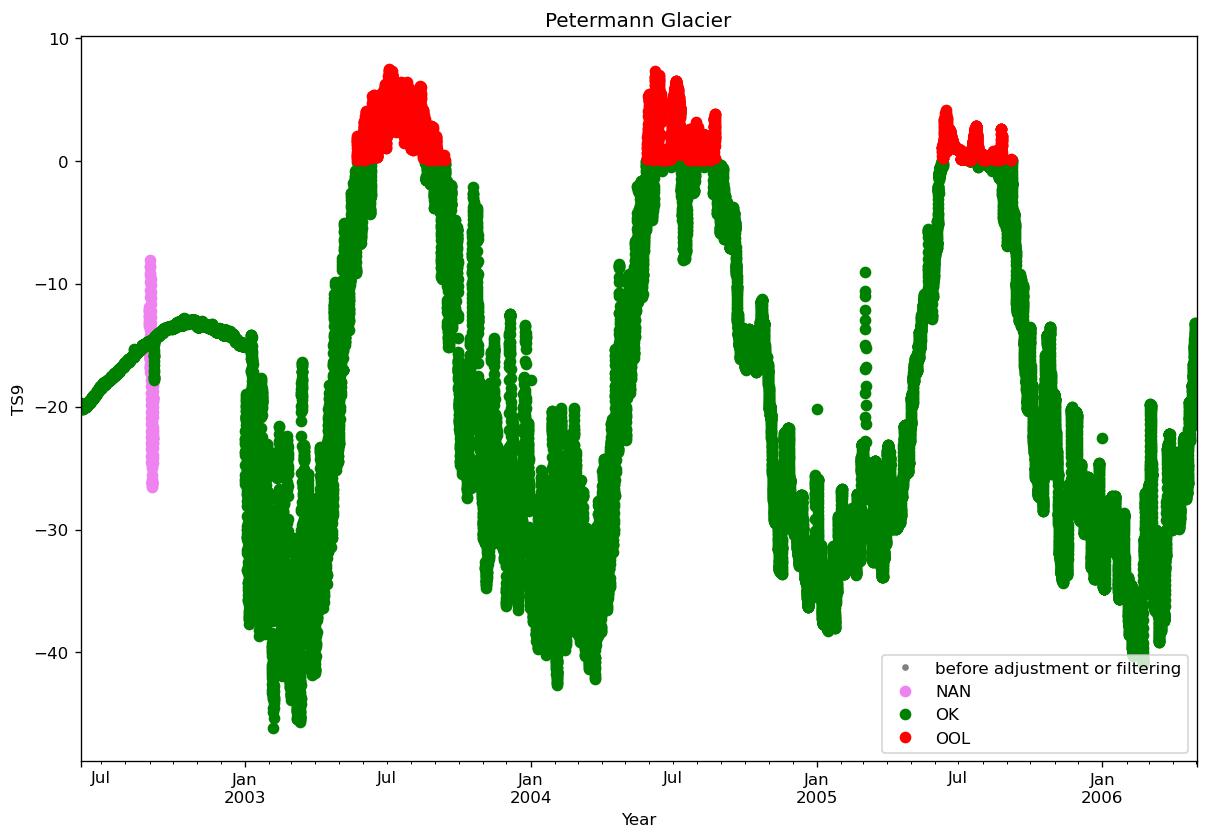 Petermann Glacier
TS9
10
0
−10
−20
−30
−40
before adjustment or filtering
NAN
OK
OOL
Jul
Jan
2003
Jul
Jan
2004
Jul
Jan
2005
Jul
Jan
2006
Year